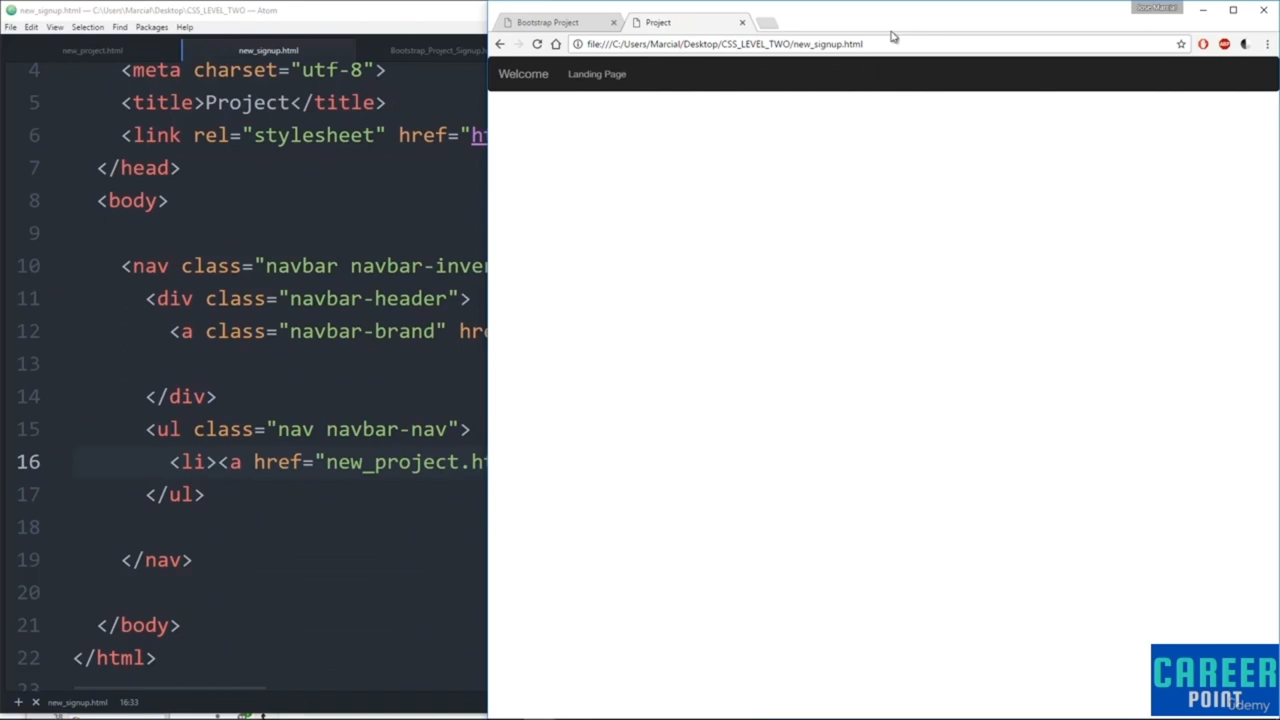 new_signup.html — C:\Users\Marcial\Desktop\CSS_LEVEL_TWO — Atom
File Edit View Selection Find Packages Help
new_project.html new_signup.html Bootstrap_Project_Signup.h
4 <meta charset="utf-8">
5 <title>Project</title>
6 <link rel="stylesheet" href="ht
7 </head>
8 <body>
9
10 <nav class="navbar navbar-inver
11 <div class="navbar-header">
12 <a class="navbar-brand" hre
13
14 </div>
15 <ul class="nav navbar-nav">
16 <li><a href="new_project.ht
17 </ul>
18
19 </nav>
20
21 </body>
22 </html>
23
new_signup.html 16:33
Jose Marcial
Bootstrap Project
Project
file:///C:/Users/Marcial/Desktop/CSS_LEVEL_TWO/new_signup.html
ABP
Welcome Landing Page
CAREER
POINT
Udemy